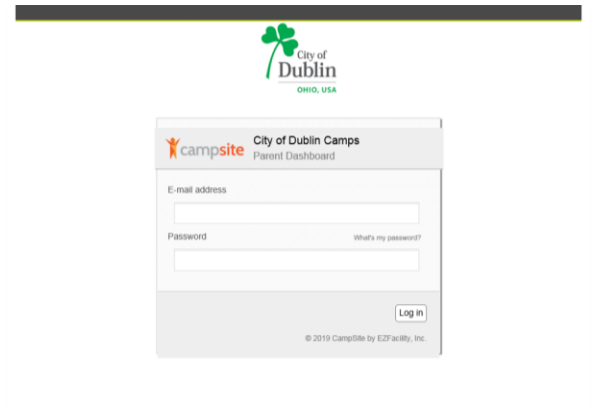 City of
Dublin
OHIO, USA
campsite
City of Dublin Camps
Parent Dashboard
E-mail address
Password
What's my password?
Log in
© 2019 CampSite by EZFacility, Inc.